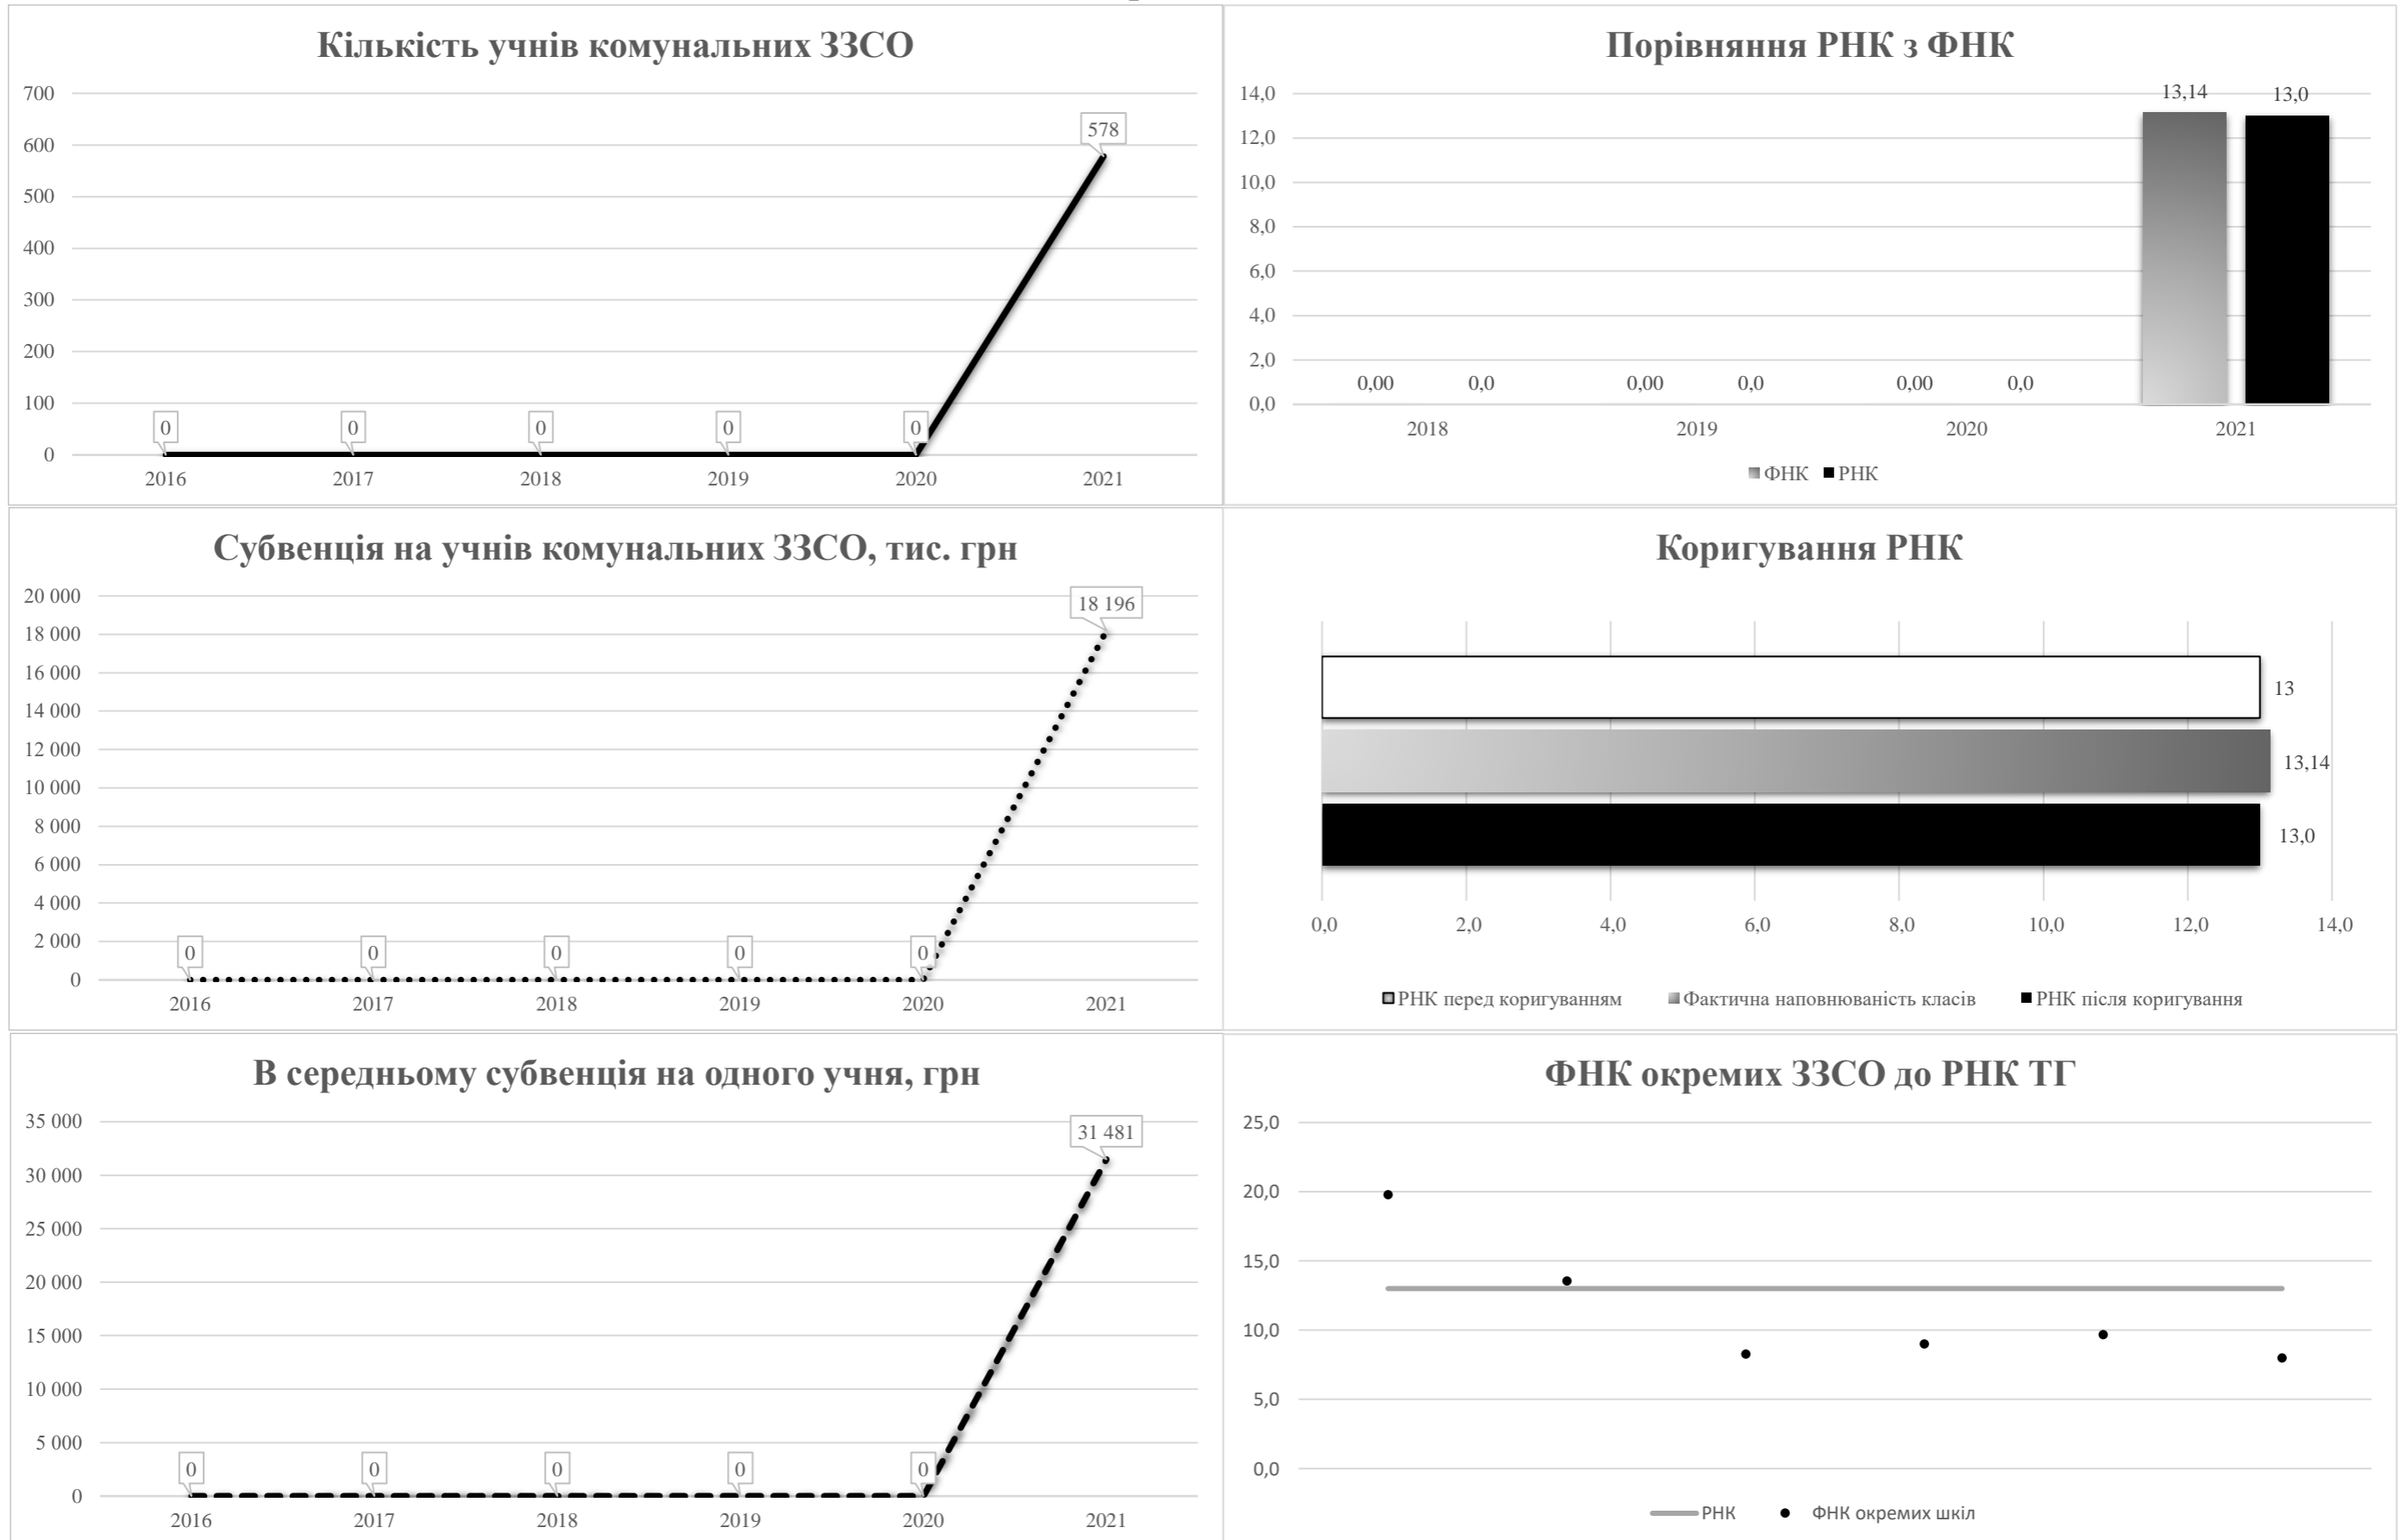 Кількість учнів комунальних ЗЗСО
700
600
500
400
300
200
100
0
578
0 0 0 0 0
2016 2017 2018 2019 2020 2021
Порівняння РНК з ФНК
14,0
12,0
10,0
8,0
6,0
4,0
2,0
0,0
13,14 13,0
0,00 0,0 0,00 0,0 0,00 0,0
2018 2019 2020 2021
ФНК РНК
Субвенція на учнів комунальних ЗЗСО, тис. грн
20 000
18 000
16 000
14 000
12 000
10 000
8 000
6 000
4 000
2 000
0
18 196
0 0 0 0 0
2016 2017 2018 2019 2020 2021
Коригування РНК
13
13,14
13,0
0,0 2,0 4,0 6,0 8,0 10,0 12,0 14,0
РНК перед коригуванням Фактична наповнюваність класів РНК після коригування
В середньому субвенція на одного учня, грн
35 000
30 000
25 000
20 000
15 000
10 000
5 000
0
31 481
0 0 0 0 0
2016 2017 2018 2019 2020 2021
ФНК окремих ЗЗСО до РНК ТГ
25,0
20,0
15,0
10,0
5,0
0,0
РНК ФНК окремих шкіл